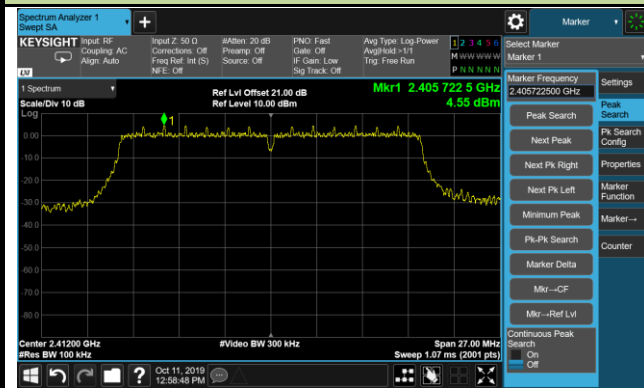 Spectrum Analyzer 1
Swept SA
Marker
KEYSIGHT
Input: RF
Coupling: AC
Align: Auto
Input Z: 50 Ω
Corrections: Off
Freq Ref: Int (S)
NFE: Off
#Atten: 20 dB
Preamp: Off
Source: Off
PNO: Fast
Gate: Off
IF Gain: Low
Sig Track: Off
Avg Type: Log-Power
Avg|Hold:>1/1
Trig: Free Run
1 2 3 4 5 6
M W W W W W
P N N N N N
LXI
Select Marker
Marker 1
1 Spectrum
Scale/Div 10 dB
Log
Ref Lvl Offset 21.00 dB
Ref Level 10.00 dBm
Mkr1 2.405 722 5 GHz
4.55 dBm
1
0.00
-10.0
-20.0
-30.0
-40.0
-50.0
-60.0
-70.0
-80.0
Center 2.41200 GHz
#Res BW 100 kHz
#Video BW 300 kHz
Span 27.00 MHz
Sweep 1.07 ms (2001 pts)
Marker Frequency
2.405722500 GHz
Peak Search
Next Peak
Next Pk Right
Next Pk Left
Minimum Peak
Pk-Pk Search
Marker Delta
Mkr→CF
Mkr→Ref Lvl
Continuous Peak
Search
On
Off
Settings
Peak
Search
Pk Search
Config
Properties
Marker
Function
Marker→
Counter
?
Oct 11, 2019
12:58:48 PM